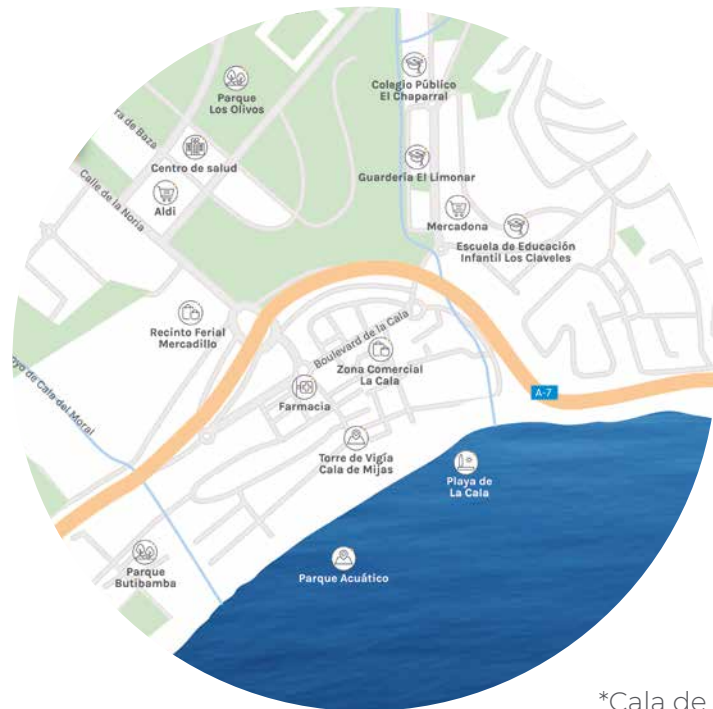 Parque
Los Olivos
Colegio Público
El Chaparral
ra de Baza
Centro de salud
Calle de la Noria
Aldi
Guardería El Limonar
Mercadona
Escuela de Educación
Infantil Los Claveles
Recinto Ferial
Mercadillo
Boulevard de la Cala
Zona Comercial
La Cala
oyo de Cala del Moral
Farmacia
A-7
Torre de Vigía
Cala de Mijas
Playa de
La Cala
Parque
Butibamba
Parque Acuático
*Cala de